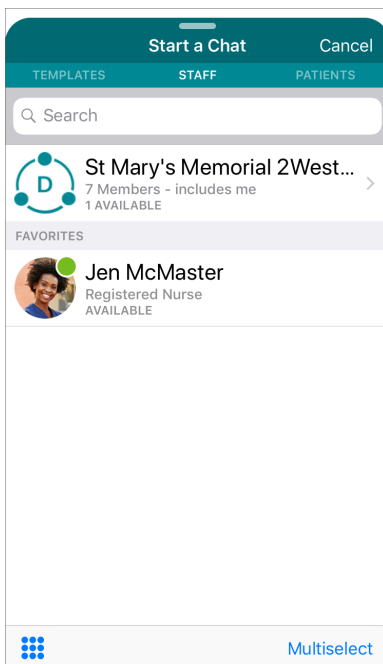 Start a Chat Cancel
TEMPLATES STAFF PATIENTS
Search
D
St Mary's Memorial 2West...
7 Members - includes me
1 AVAILABLE
FAVORITES
Jen McMaster
Registered Nurse
AVAILABLE
Multiselect